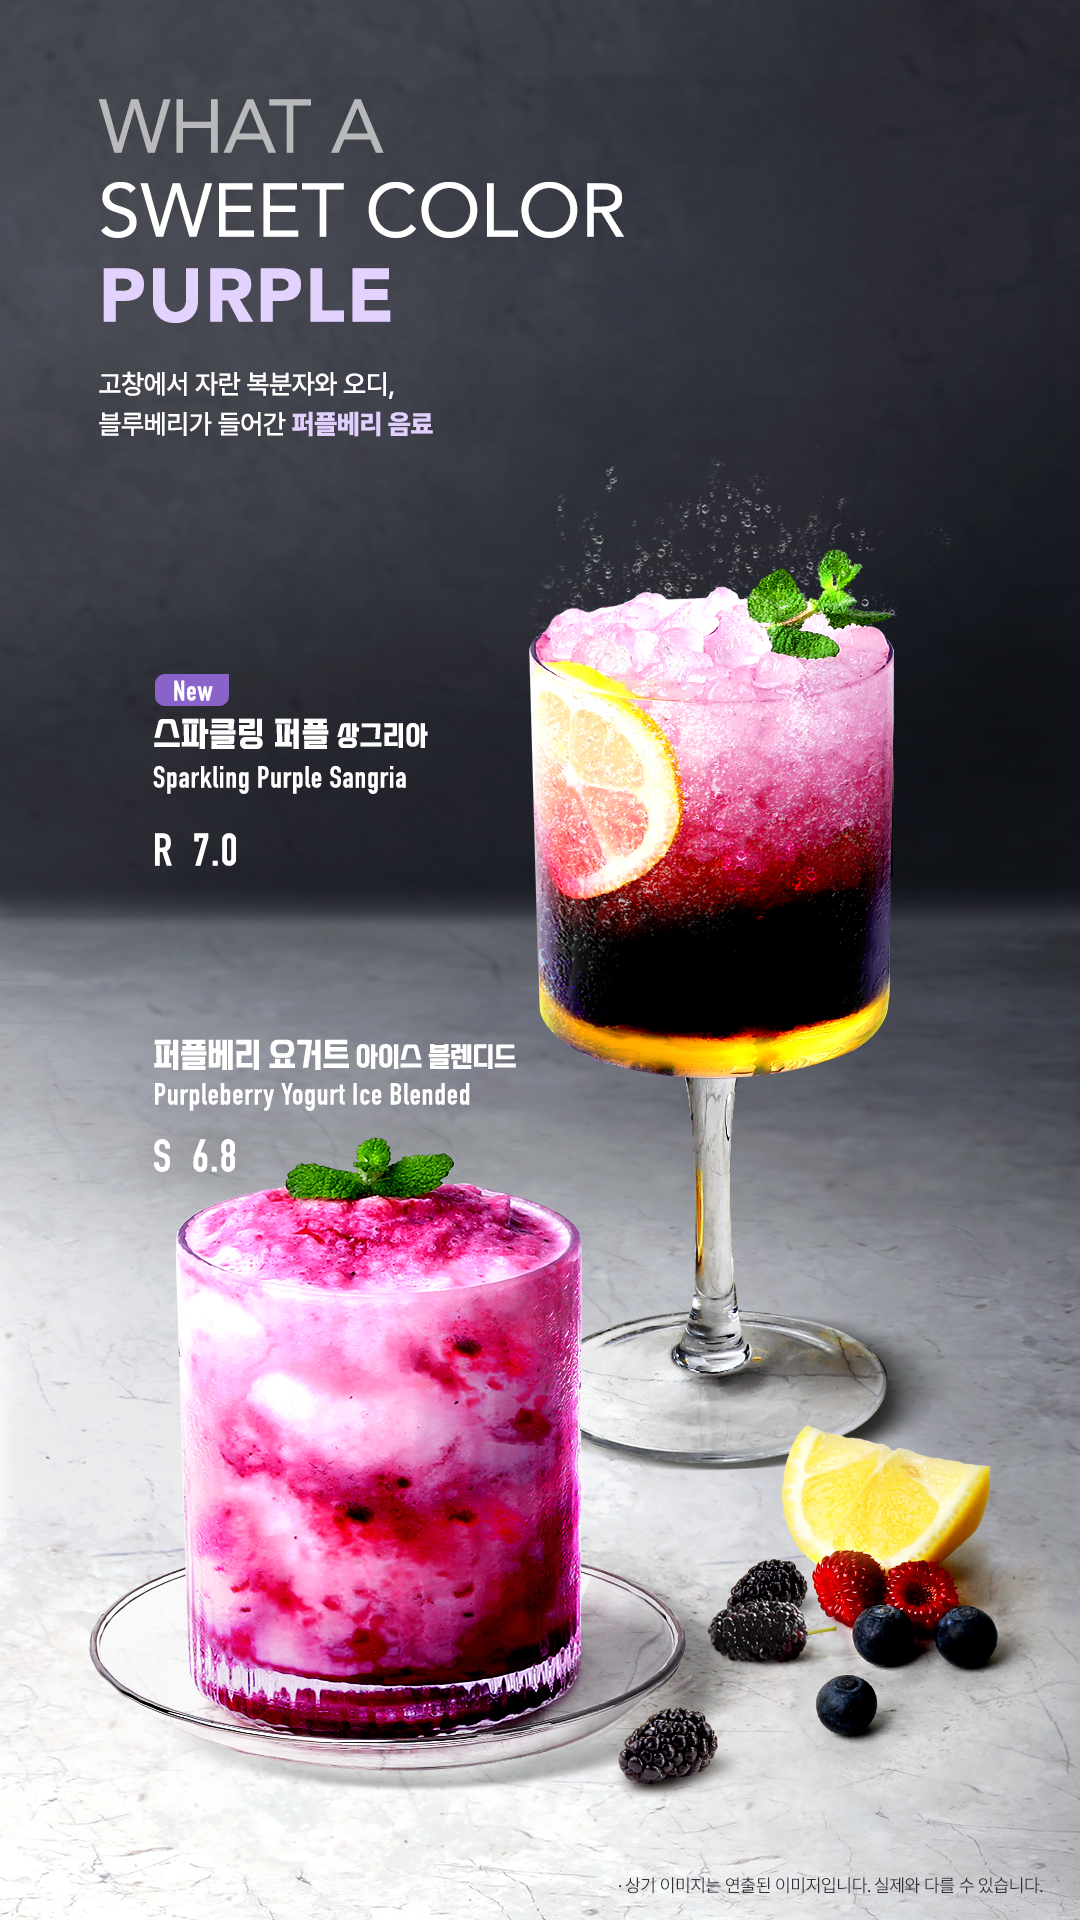 WHAT A
SWEET COLOR
PURPLE
고창에서 자란 복분자와 오디,
블루베리가 들어간 퍼플베리 음료
New
스파클링 퍼플 상그리아
Sparkling Purple Sangria
R 7.0
퍼플베리 요거트 아이스 블렌디드
Purpleberry Yogurt Ice Blended
S 6.8
· 상기 이미지는 연출된 이미지입니다. 실제와 다를 수 있습니다.